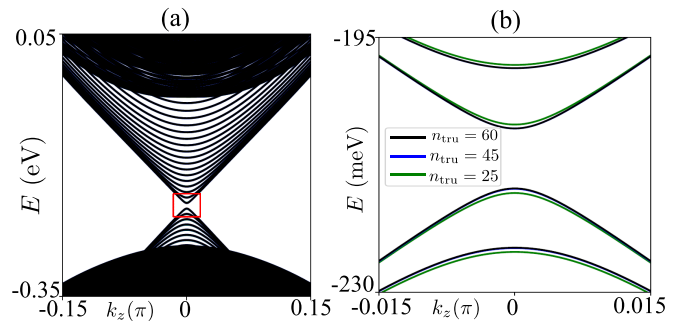 (a)
0.05
E (eV)
-0.35
-0.15
k_z(π)
0
0.15
(b)
-195
E (meV)
n_tru = 60
n_tru = 45
n_tru = 25
-230
-0.015
k_z(π)
0
0.015